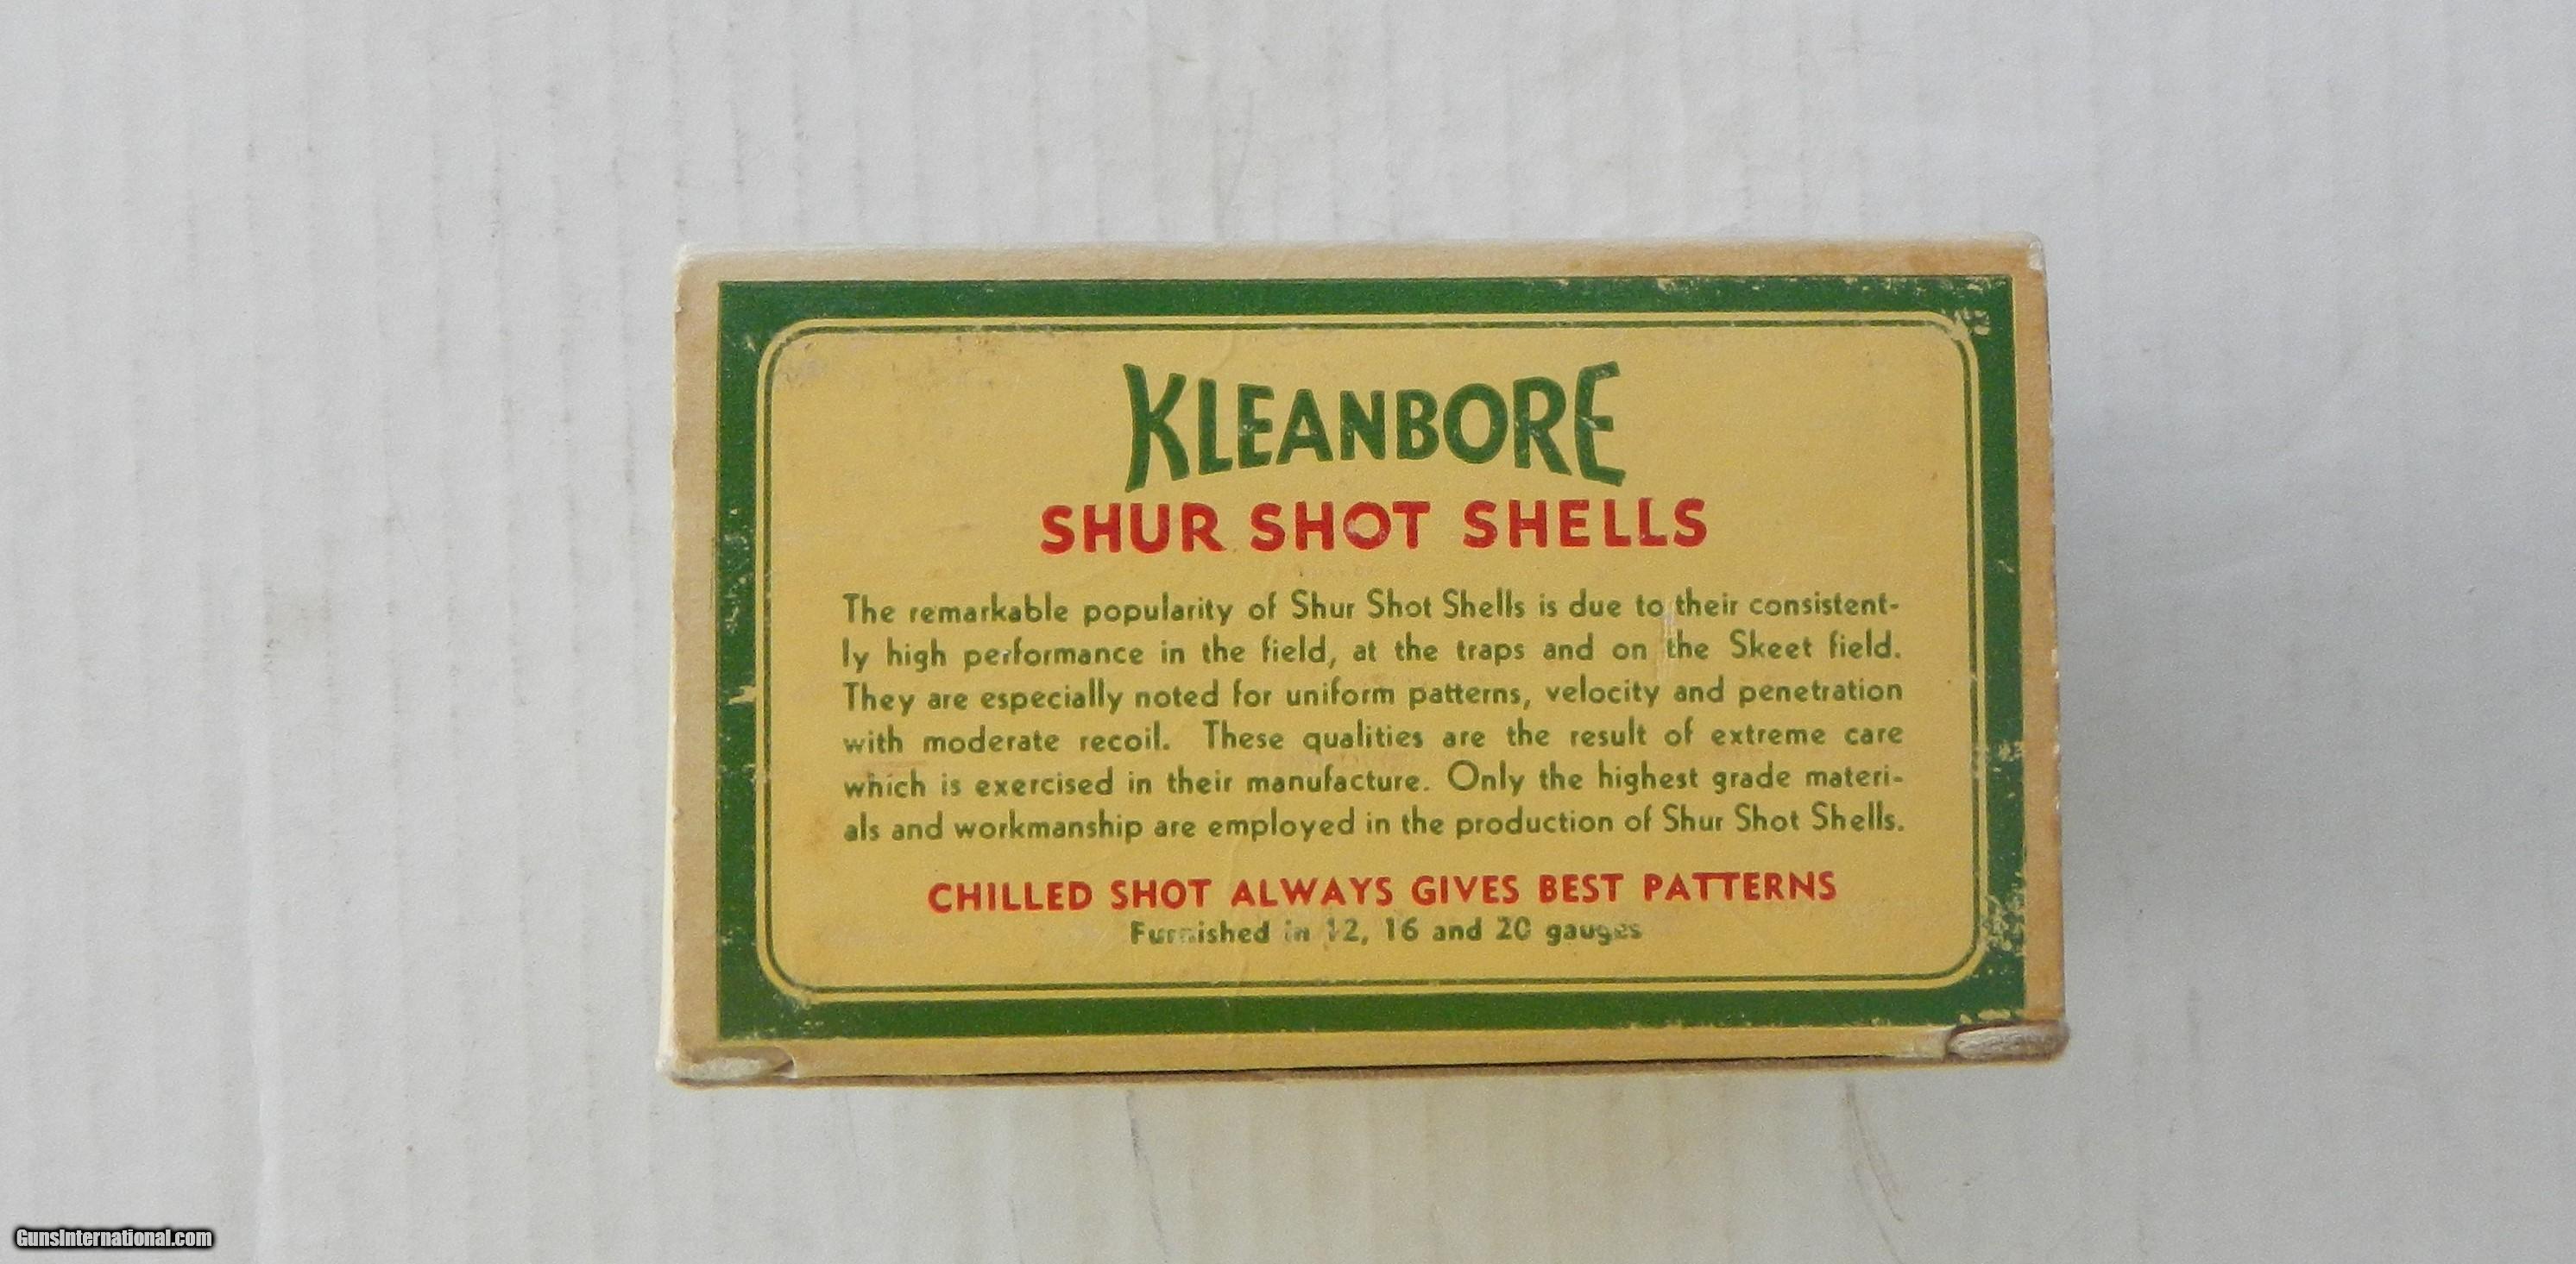 KLEANBORE
SHUR SHOT SHELLS
The remarkable popularity of Shur Shot Shells is due to their consistent-
ly high performance in the field, at the traps and on the Skeet field.
They are especially noted for uniform patterns, velocity and penetration
with moderate recoil. These qualities are the result of extreme care
which is exercised in their manufacture. Only the highest grade materi-
als and workmanship are employed in the production of Shur Shot Shells.
CHILLED SHOT ALWAYS GIVES BEST PATTERNS
Furnished in 12, 16 and 20 gauges
GunsInternational.com